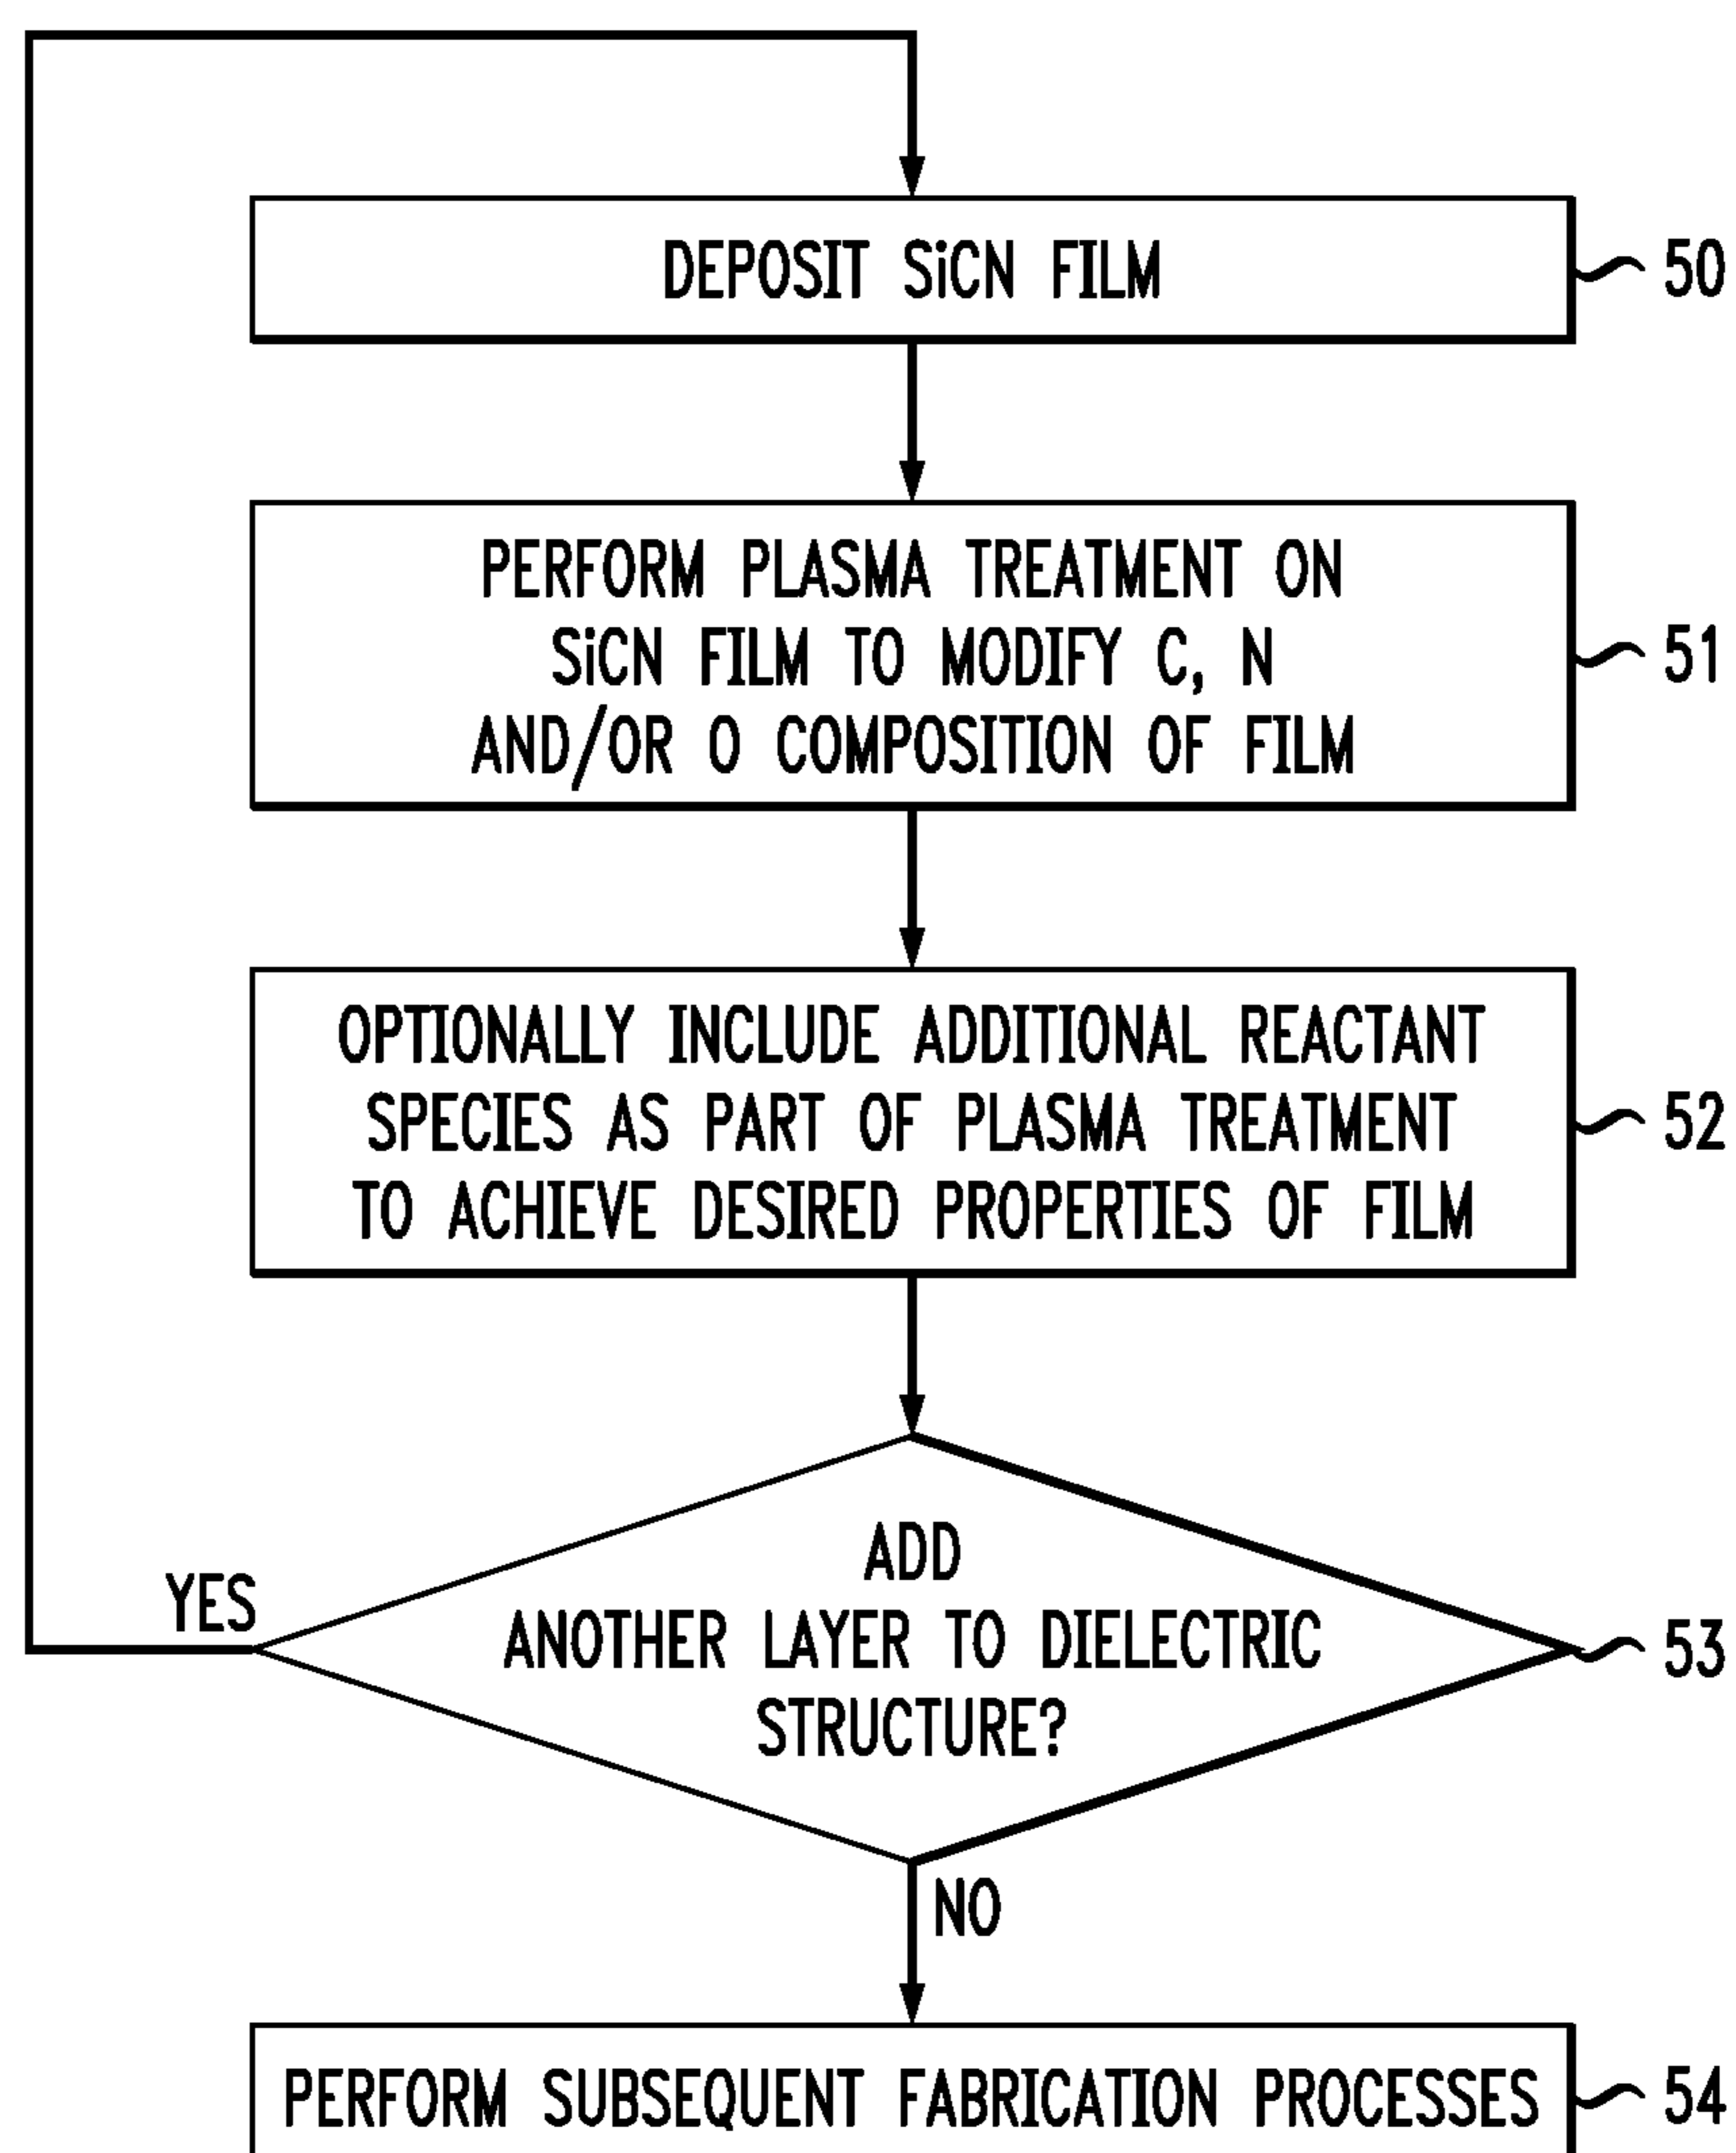 DEPOSIT SiCN FILM
50
PERFORM PLASMA TREATMENT ON
SiCN FILM TO MODIFY C, N
AND/OR O COMPOSITION OF FILM
51
OPTIONALLY INCLUDE ADDITIONAL REACTANT
SPECIES AS PART OF PLASMA TREATMENT
TO ACHIEVE DESIRED PROPERTIES OF FILM
52
ADD
ANOTHER LAYER TO DIELECTRIC
STRUCTURE?
53
YES
NO
PERFORM SUBSEQUENT FABRICATION PROCESSES
54